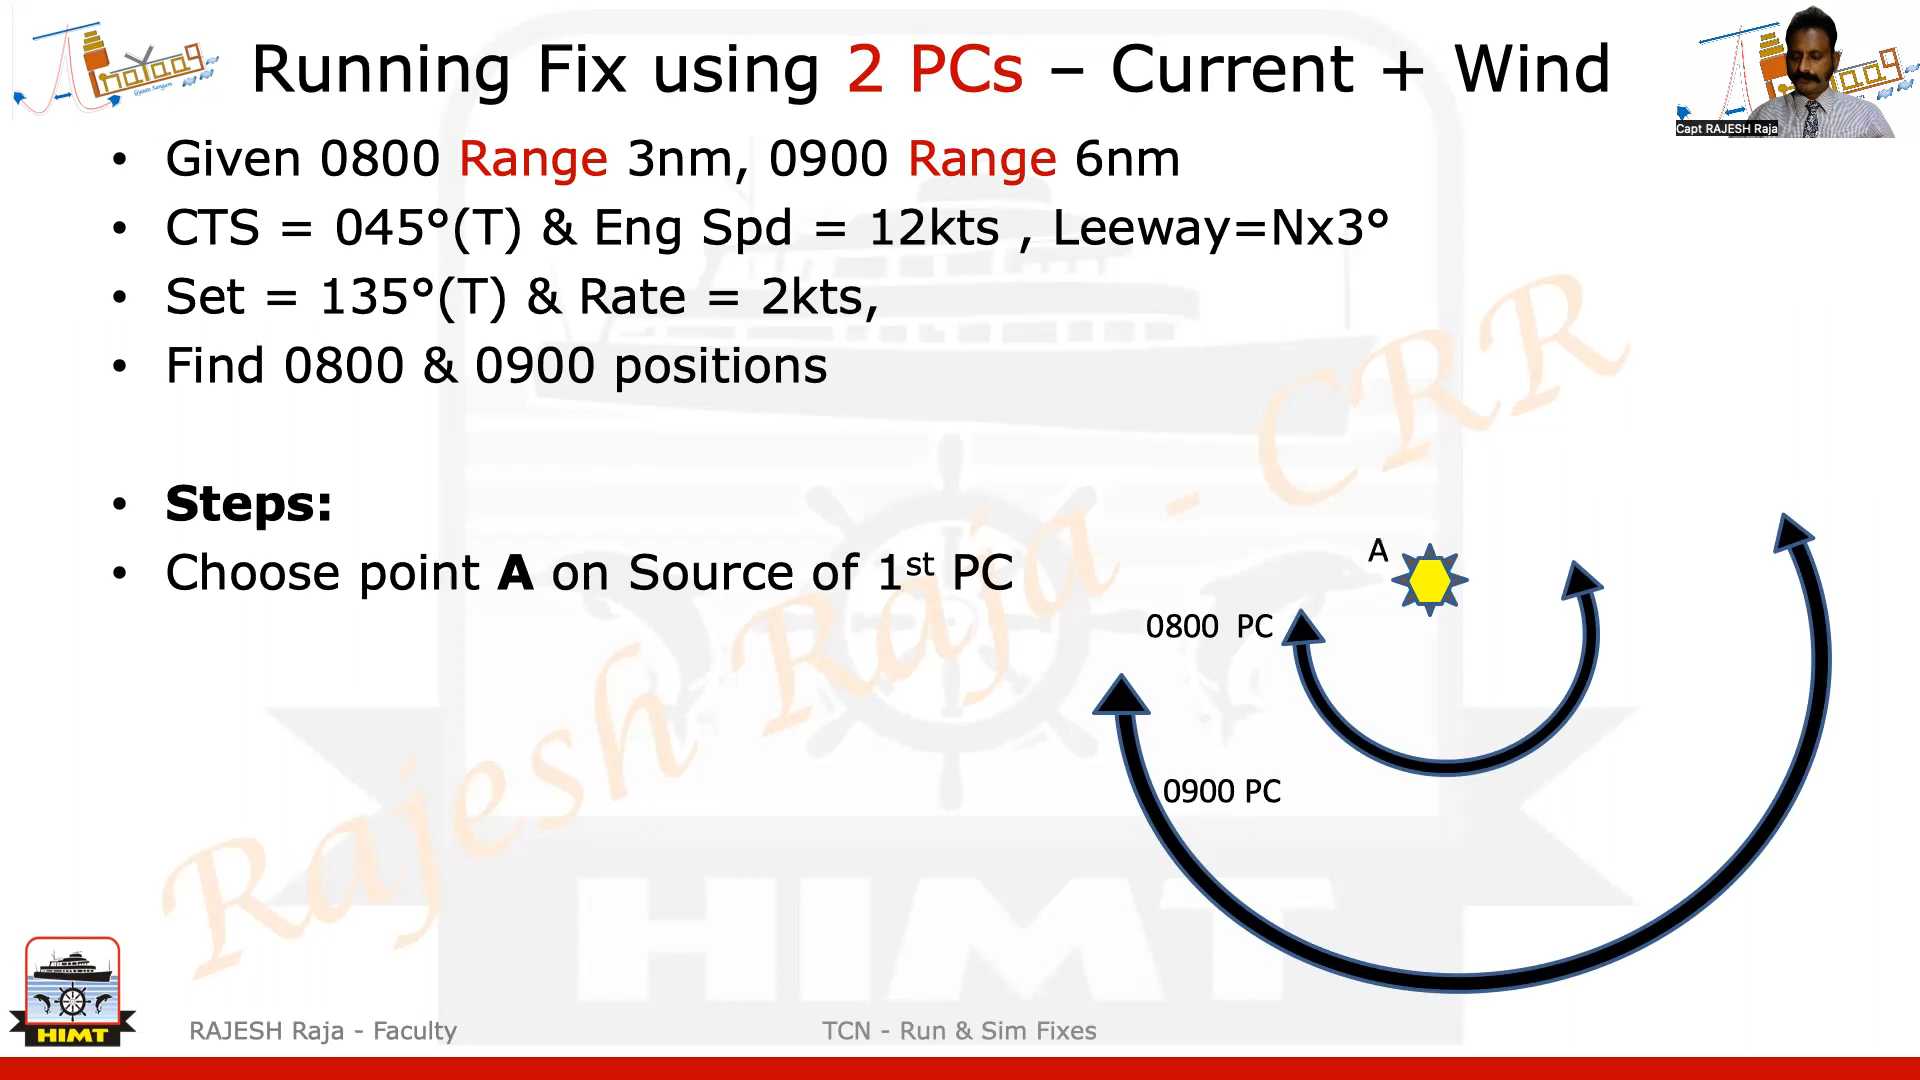 Running Fix using 2 PCs – Current + Wind
Capt RAJESH Raja
• Given 0800 Range 3nm, 0900 Range 6nm
• CTS = 045°(T) & Eng Spd = 12kts , Leeway=Nx3°
• Set = 135°(T) & Rate = 2kts,
• Find 0800 & 0900 positions
• Steps:
• Choose point A on Source of 1st PC
A
0800 PC
0900 PC
Rajesh Raja - CRR
HIMT
HIMT
RAJESH Raja - Faculty
TCN - Run & Sim Fixes